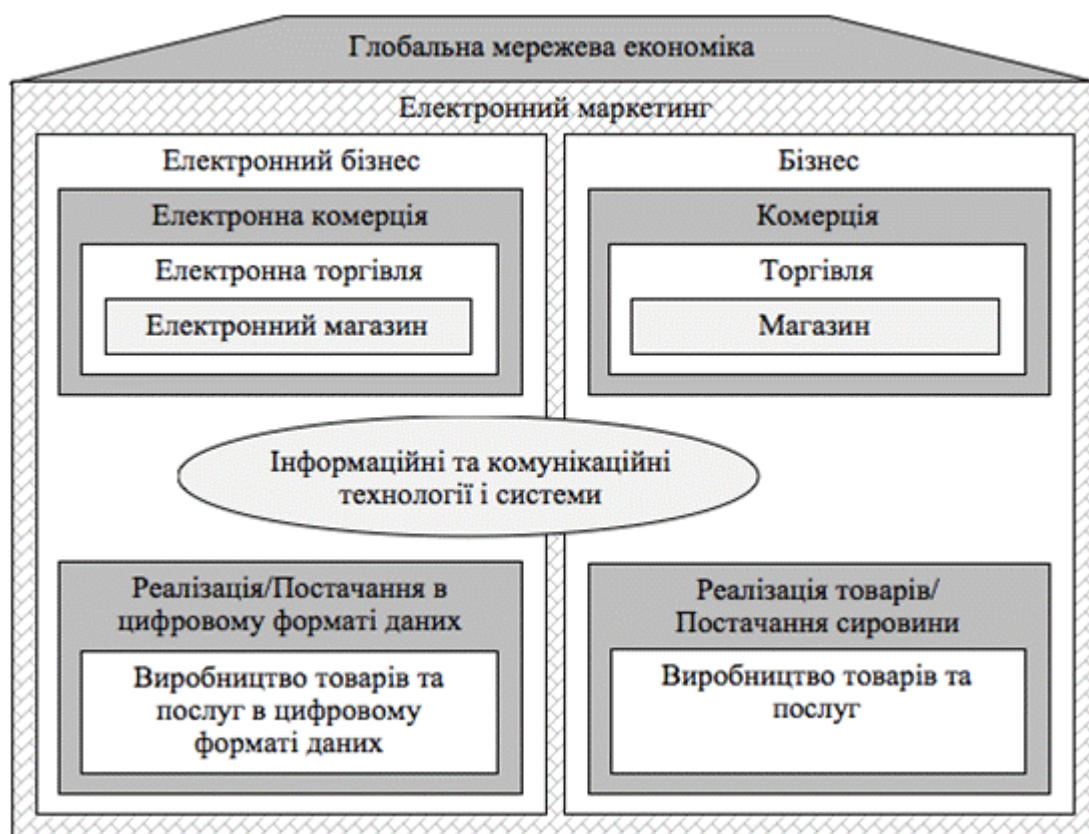 Глобальна мережева економіка
Електронний маркетинг
Електронний бізнес
Електронна комерція
Електронна торгівля
Електронний магазин
Бізнес
Комерція
Торгівля
Магазин
Інформаційні та комунікаційні
технології і системи
Реалізація/Постачання в
цифровому форматі даних
Виробництво товарів та
послуг в цифровому
форматі даних
Реалізація товарів/
Постачання сировини
Виробництво товарів та
послуг